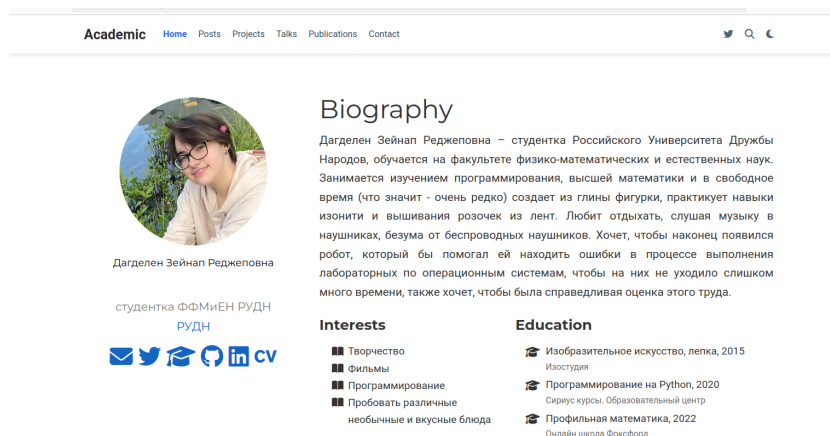 Academic Home Posts Projects Talks Publications Contact
Дагделен Зейнап Реджеповна
студентка ФФМиЕН РУДН
РУДН
CV
Biography
Дагделен Зейнап Реджеповна – студентка Российского Университета Дружбы
Народов, обучается на факультете физико-математических и естественных наук.
Занимается изучением программирования, высшей математики и в свободное
время (что значит - очень редко) создает из глины фигурки, практикует навыки
изонити и вышивания розочек из лент. Любит отдыхать, слушая музыку в
наушниках, безума от беспроводных наушников. Хочет, чтобы наконец появился
робот, который бы помогал ей находить ошибки в процессе выполнения
лабораторных по операционным системам, чтобы на них не уходило слишком
много времени, также хочет, чтобы была справедливая оценка этого труда.
Interests
Творчество
Фильмы
Программирование
Пробовать различные
необычные и вкусные блюда
Education
Изобразительное искусство, лепка, 2015
Изостудия
Программирование на Python, 2020
Сириус курсы. Образовательный центр
Профильная математика, 2022
Онлайн школа Фоксфорд